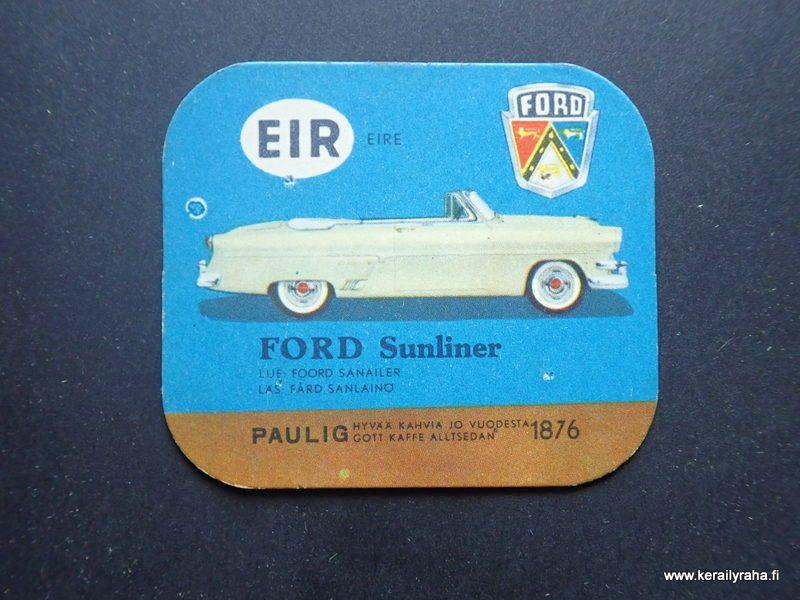 EIR EIRE
FORD
FORD Sunliner
LUE: FOORD SANAILER
LÄS: FÅRD SANLAINÖ
PAULIG HYVÄÄ KAHVIA JO VUODESTA 1876
GOTT KAFFE ALLTSEDAN
www.kerailyraha.fi